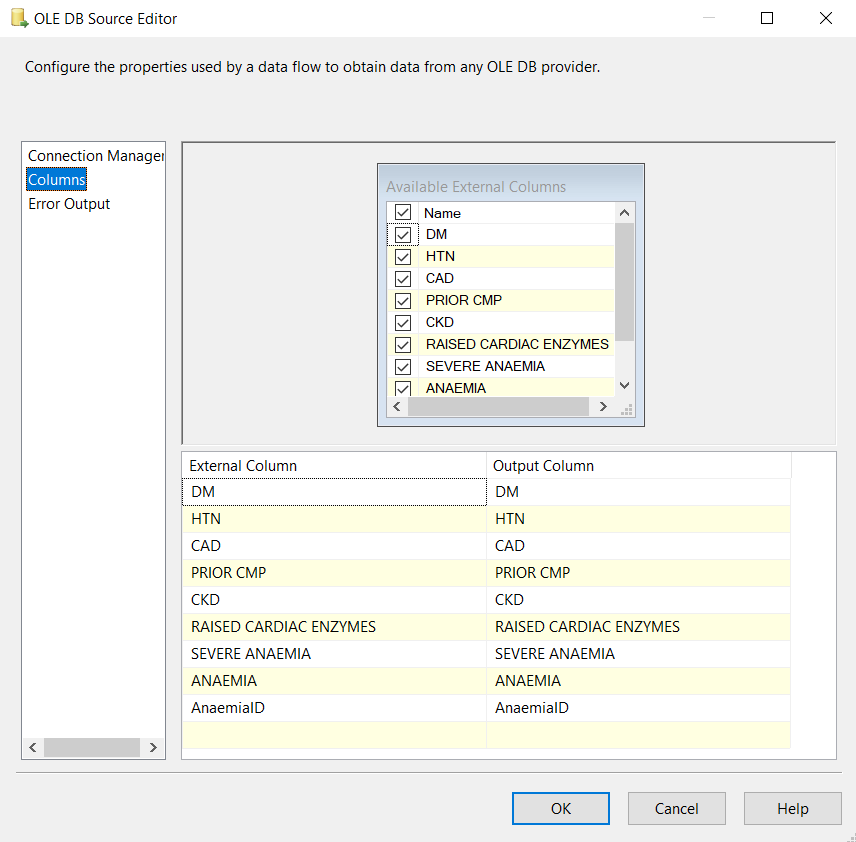 OLE DB Source Editor
Configure the properties used by a data flow to obtain data from any OLE DB provider.
Connection Manager
Columns
Error Output
Available External Columns
Name
DM
HTN
CAD
PRIOR CMP
CKD
RAISED CARDIAC ENZYMES
SEVERE ANAEMIA
ANAEMIA
External Column Output Column
DM DM
HTN HTN
CAD CAD
PRIOR CMP PRIOR CMP
CKD CKD
RAISED CARDIAC ENZYMES RAISED CARDIAC ENZYMES
SEVERE ANAEMIA SEVERE ANAEMIA
ANAEMIA ANAEMIA
AnaemiaID AnaemiaID
OK Cancel Help